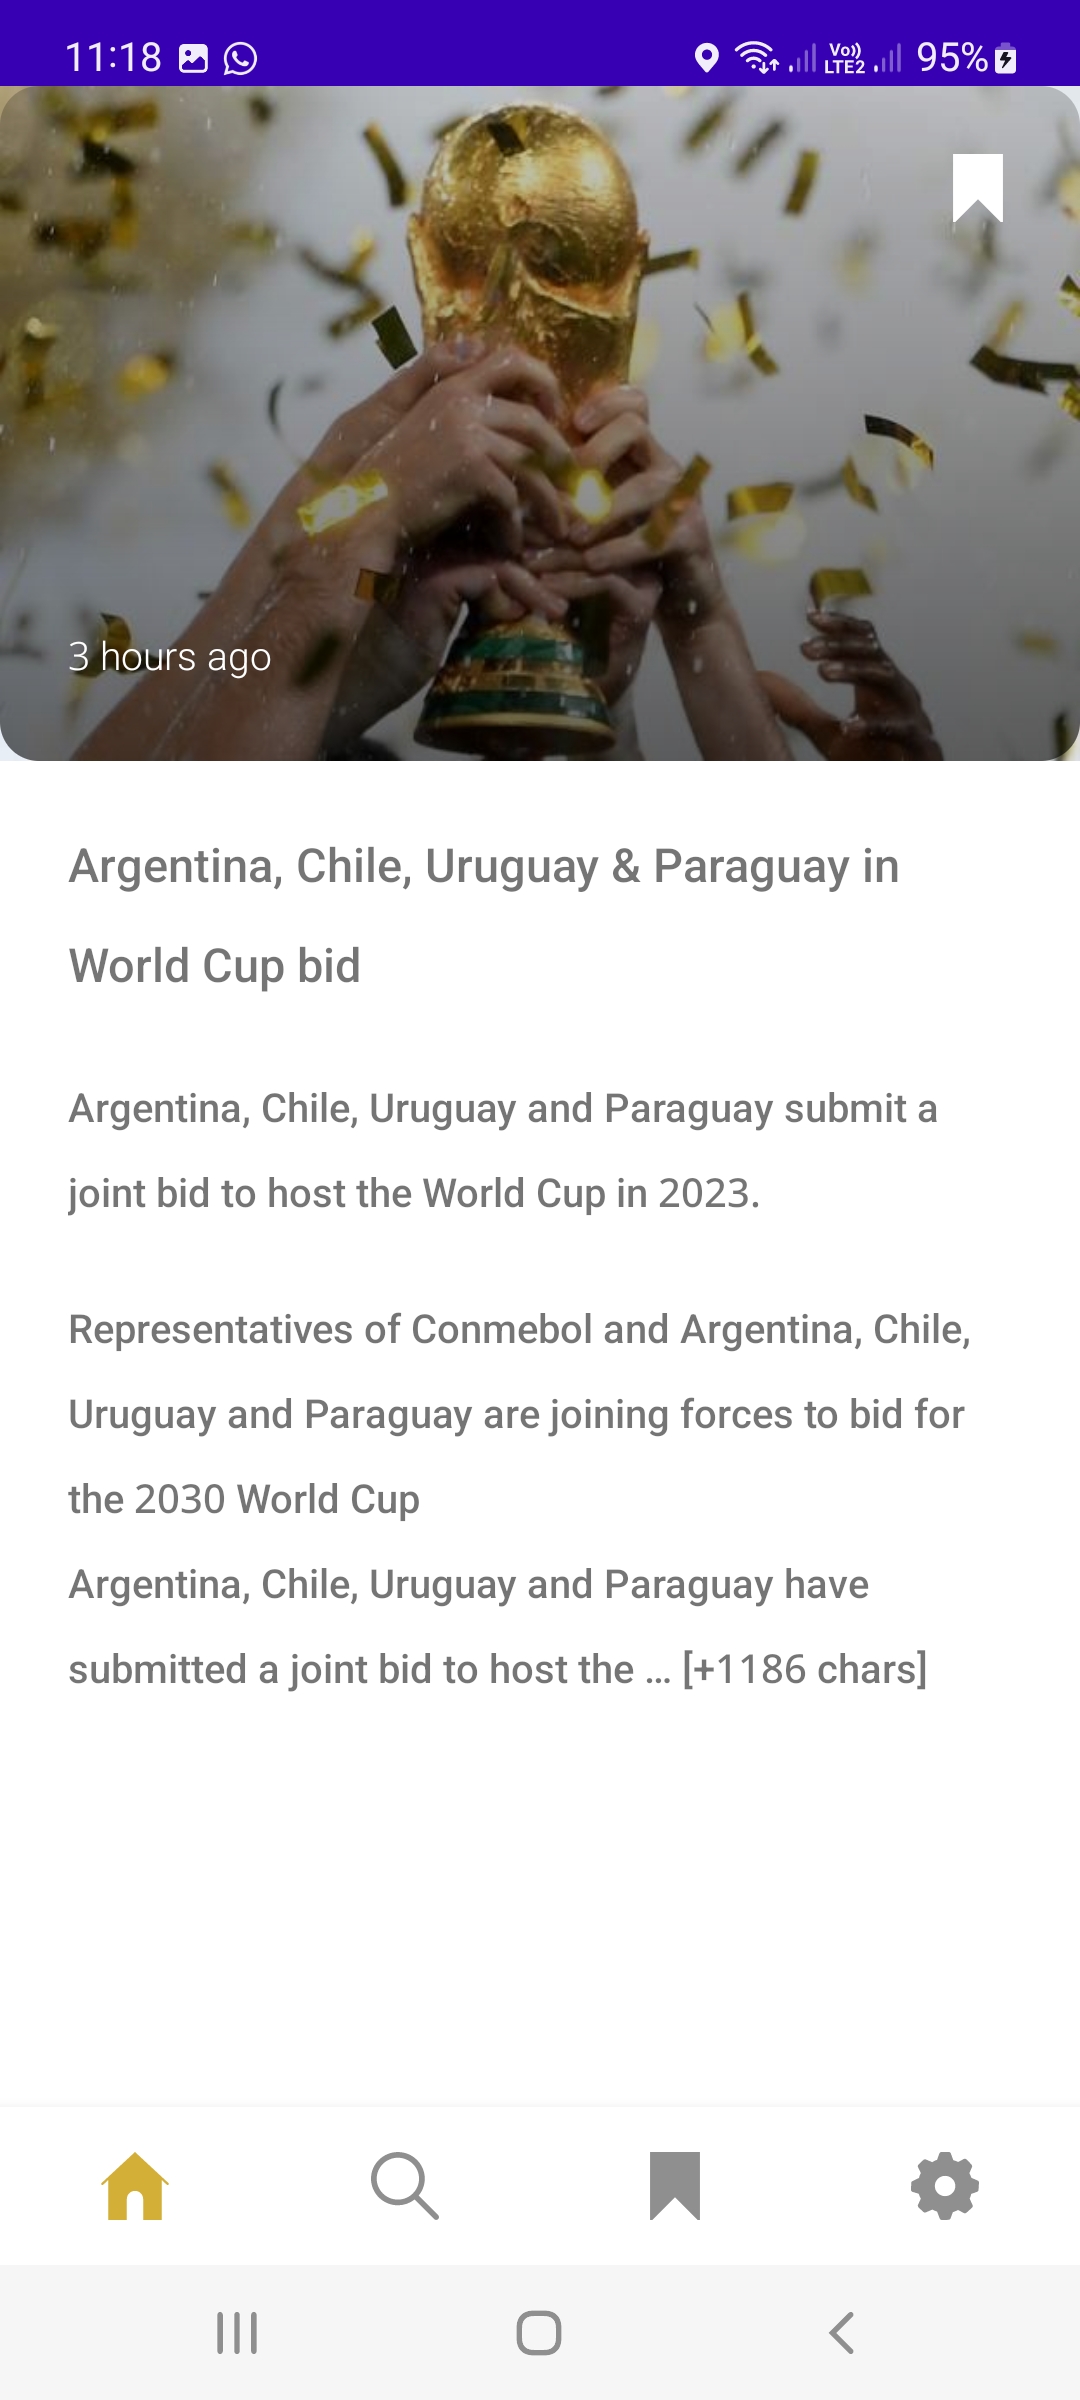 11:18
Vo)) LTE2 95%
3 hours ago
Argentina, Chile, Uruguay & Paraguay in
World Cup bid
Argentina, Chile, Uruguay and Paraguay submit a
joint bid to host the World Cup in 2023.
Representatives of Conmebol and Argentina, Chile,
Uruguay and Paraguay are joining forces to bid for
the 2030 World Cup
Argentina, Chile, Uruguay and Paraguay have
submitted a joint bid to host the … [+1186 chars]